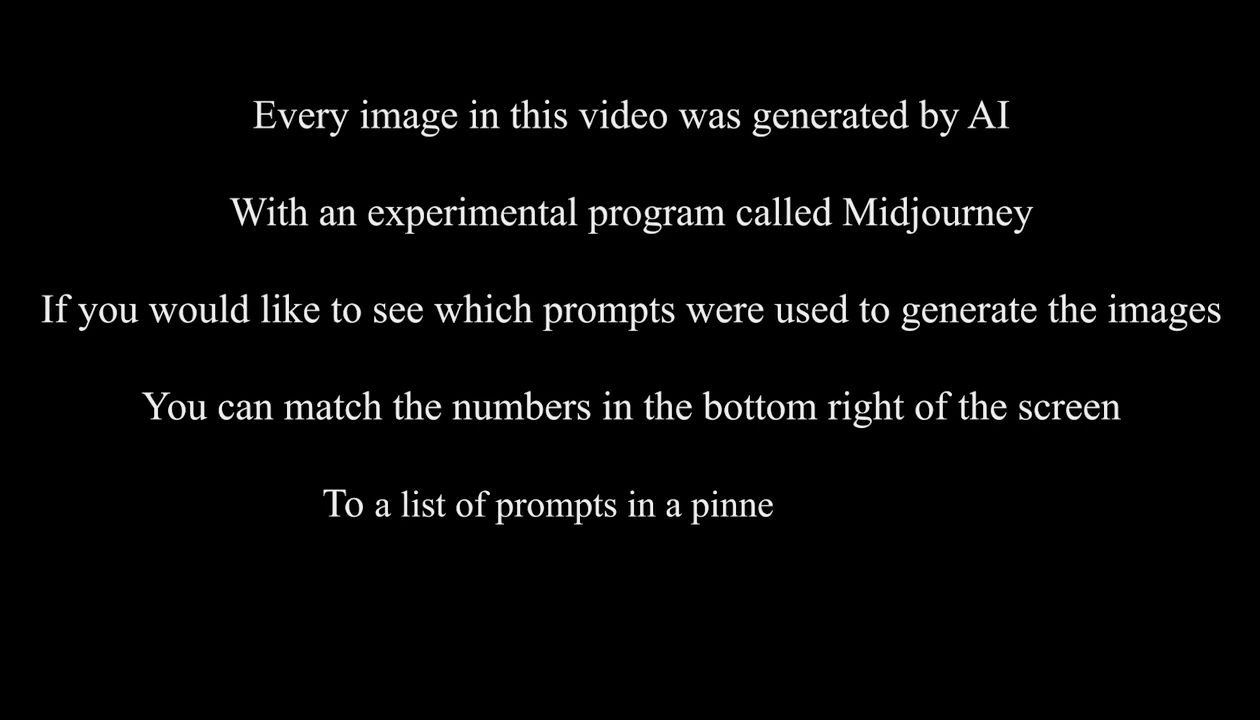 Every image in this video was generated by AI
With an experimental program called Midjourney
If you would like to see which prompts were used to generate the images
You can match the numbers in the bottom right of the screen
To a list of prompts in a pinne